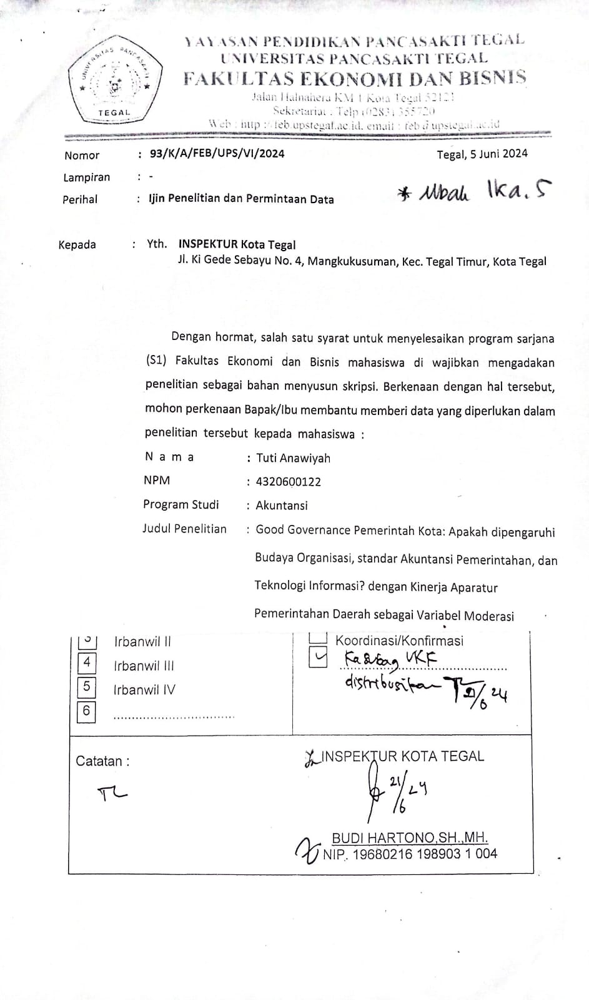 UNIVERSITAS PANCASAKTI
TEGAL
YAYASAN PENDIDIKAN PANCASAKTI TEGAL
UNIVERSITAS PANCASAKTI TEGAL
FAKULTAS EKONOMI DAN BISNIS
Jalan Halmahera KM 1 Kota Tegal 52121
Sekretariat : Telp (0283) 355720
Web : http :// feb.upstegal.ac.id. email : feb@upstegal.ac.id
Nomor : 93/K/A/FEB/UPS/VI/2024 Tegal, 5 Juni 2024
Lampiran : -
Perihal : Ijin Penelitian dan Permintaan Data
* Mbah Ika. S
Kepada : Yth. INSPEKTUR Kota Tegal
Jl. Ki Gede Sebayu No. 4, Mangkukusuman, Kec. Tegal Timur, Kota Tegal
Dengan hormat, salah satu syarat untuk menyelesaikan program sarjana
(S1) Fakultas Ekonomi dan Bisnis mahasiswa di wajibkan mengadakan
penelitian sebagai bahan menyusun skripsi. Berkenaan dengan hal tersebut,
mohon perkenaan Bapak/Ibu membantu memberi data yang diperlukan dalam
penelitian tersebut kepada mahasiswa :
N a m a : Tuti Anawiyah
NPM : 4320600122
Program Studi : Akuntansi
Judul Penelitian : Good Governance Pemerintah Kota: Apakah dipengaruhi
Budaya Organisasi, standar Akuntansi Pemerintahan, dan
Teknologi Informasi? dengan Kinerja Aparatur
Pemerintahan Daerah sebagai Variabel Moderasi
3 Irbanwil II
4 Irbanwil III
5 Irbanwil IV
6 ................................
Koordinasi/Konfirmasi
Kasubag UKF
distribusikan
Catatan :
TL
INSPEKTUR KOTA TEGAL
21/6 24
BUDI HARTONO,SH.,MH.
NIP.. 19680216 198903 1 004